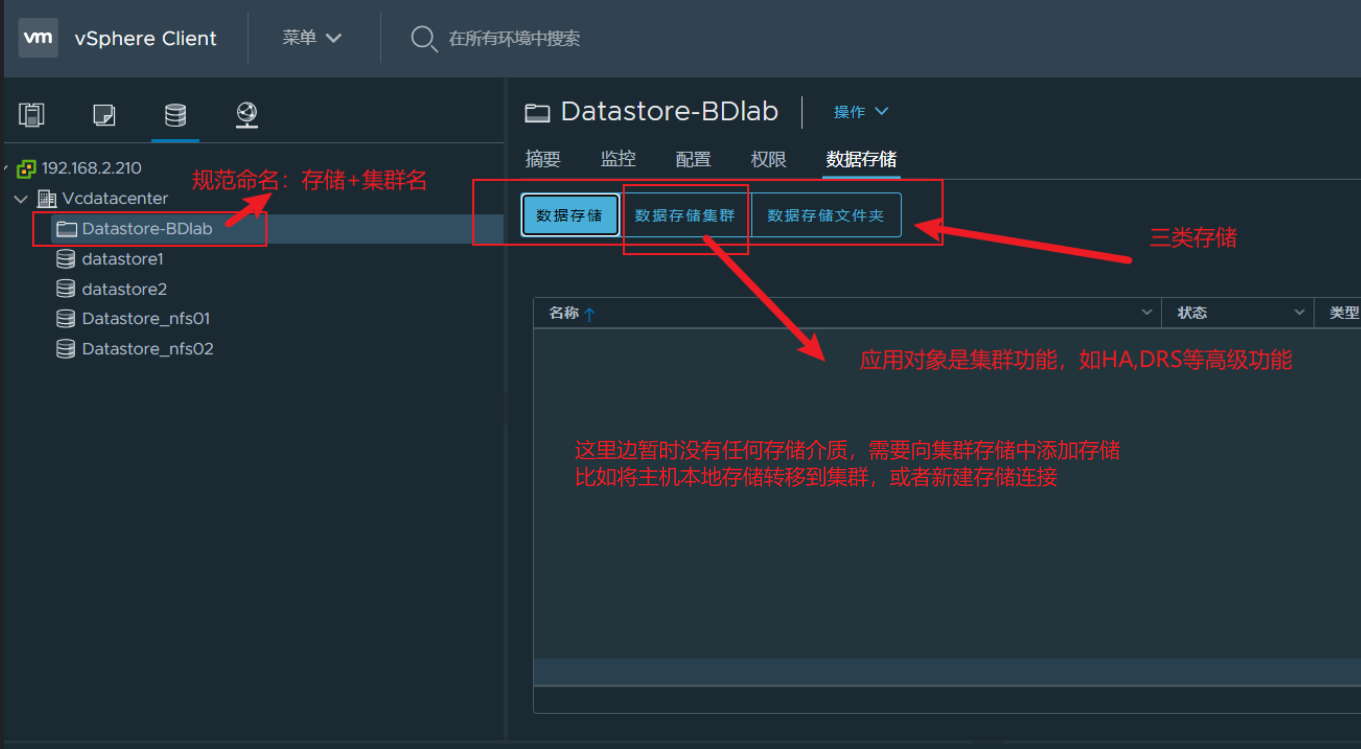 vm vSphere Client 菜单 在所有环境中搜索
Datastore-BDlab 操作
摘要 监控 配置 权限 数据存储
192.168.2.210
规范命名：存储+集群名
Vcdatacenter
Datastore-BDlab
datastore1
datastore2
Datastore_nfs01
Datastore_nfs02
数据存储 数据存储集群 数据存储文件夹
三类存储
名称 状态 类型
应用对象是集群功能，如HA,DRS等高级功能
这里边暂时没有任何存储介质，需要向集群存储中添加存储
比如将主机本地存储转移到集群，或者新建存储连接